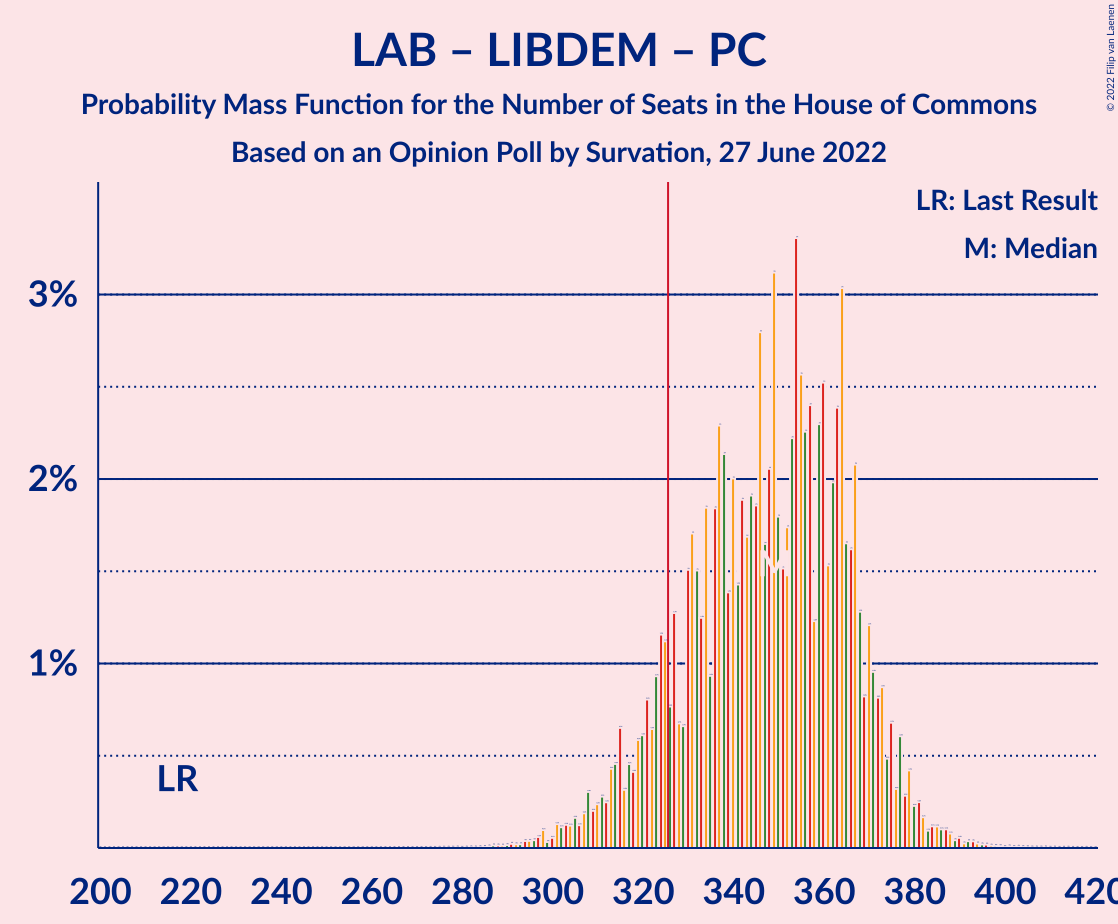 LAB – LIBDEM – PC
Probability Mass Function for the Number of Seats in the House of Commons
Based on an Opinion Poll by Survation, 27 June 2022
© 2022 Filip van Laenen
LR: Last Result
M: Median
3%
2%
1%
LR
200 220 240 260 280 300 320 340 360 380 400 420